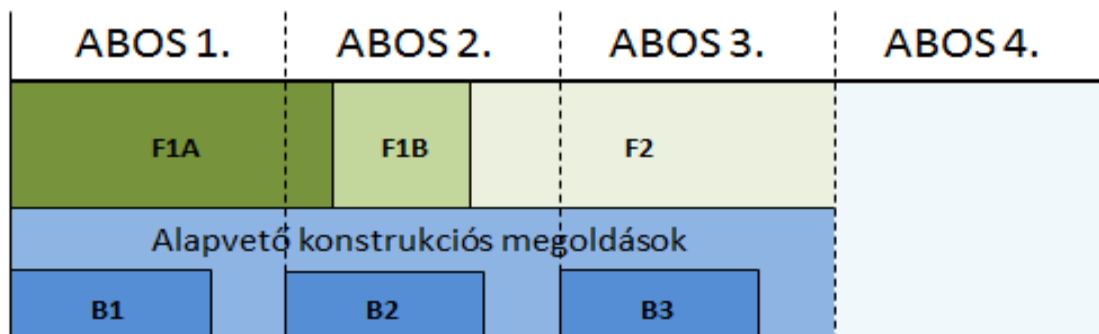 ABOS 1. ABOS 2. ABOS 3. ABOS 4.
F1A F1B F2
Alapvető konstrukciós megoldások
B1 B2 B3